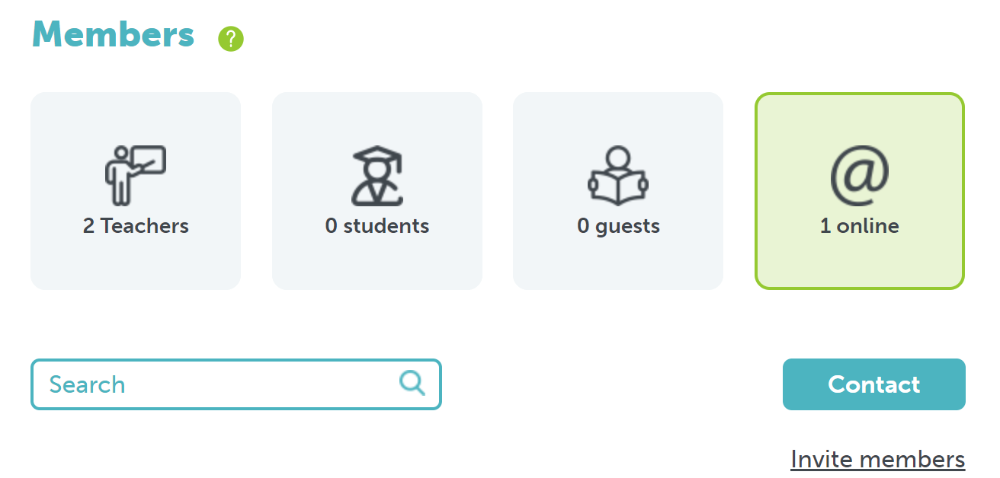 Members ?
2 Teachers
0 students
0 guests
@
1 online
Search
Contact
Invite members